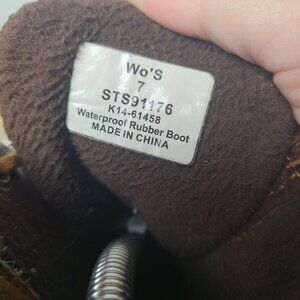 Wo'S
7
STS91176
K14-61458
Waterproof Rubber Boot
MADE IN CHINA